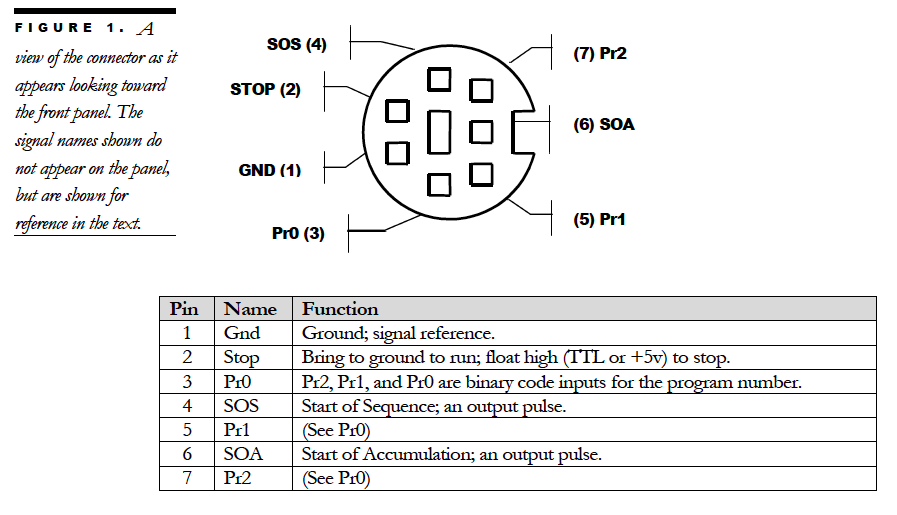 FIGURE 1. A
view of the connector as it
appears looking toward
the front panel. The
signal names shown do
not appear on the panel,
but are shown for
reference in the text.
SOS (4)
(7) Pr2
STOP (2)
(6) SOA
GND (1)
(5) Pr1
Pr0 (3)
Pin Name Function
1 Gnd Ground; signal reference.
2 Stop Bring to ground to run; float high (TTL or +5v) to stop.
3 Pr0 Pr2, Pr1, and Pr0 are binary code inputs for the program number.
4 SOS Start of Sequence; an output pulse.
5 Pr1 (See Pr0)
6 SOA Start of Accumulation; an output pulse.
7 Pr2 (See Pr0)